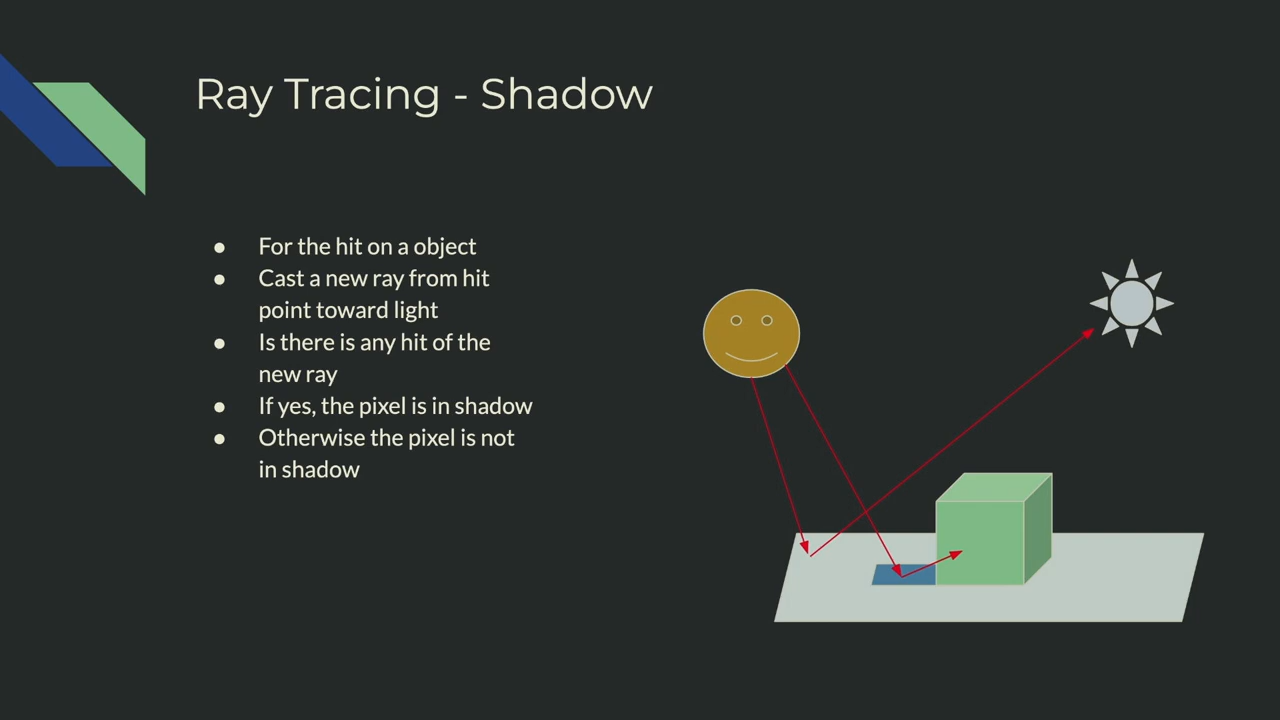 Ray Tracing - Shadow
● For the hit on a object
● Cast a new ray from hit
point toward light
● Is there is any hit of the
new ray
● If yes, the pixel is in shadow
● Otherwise the pixel is not
in shadow